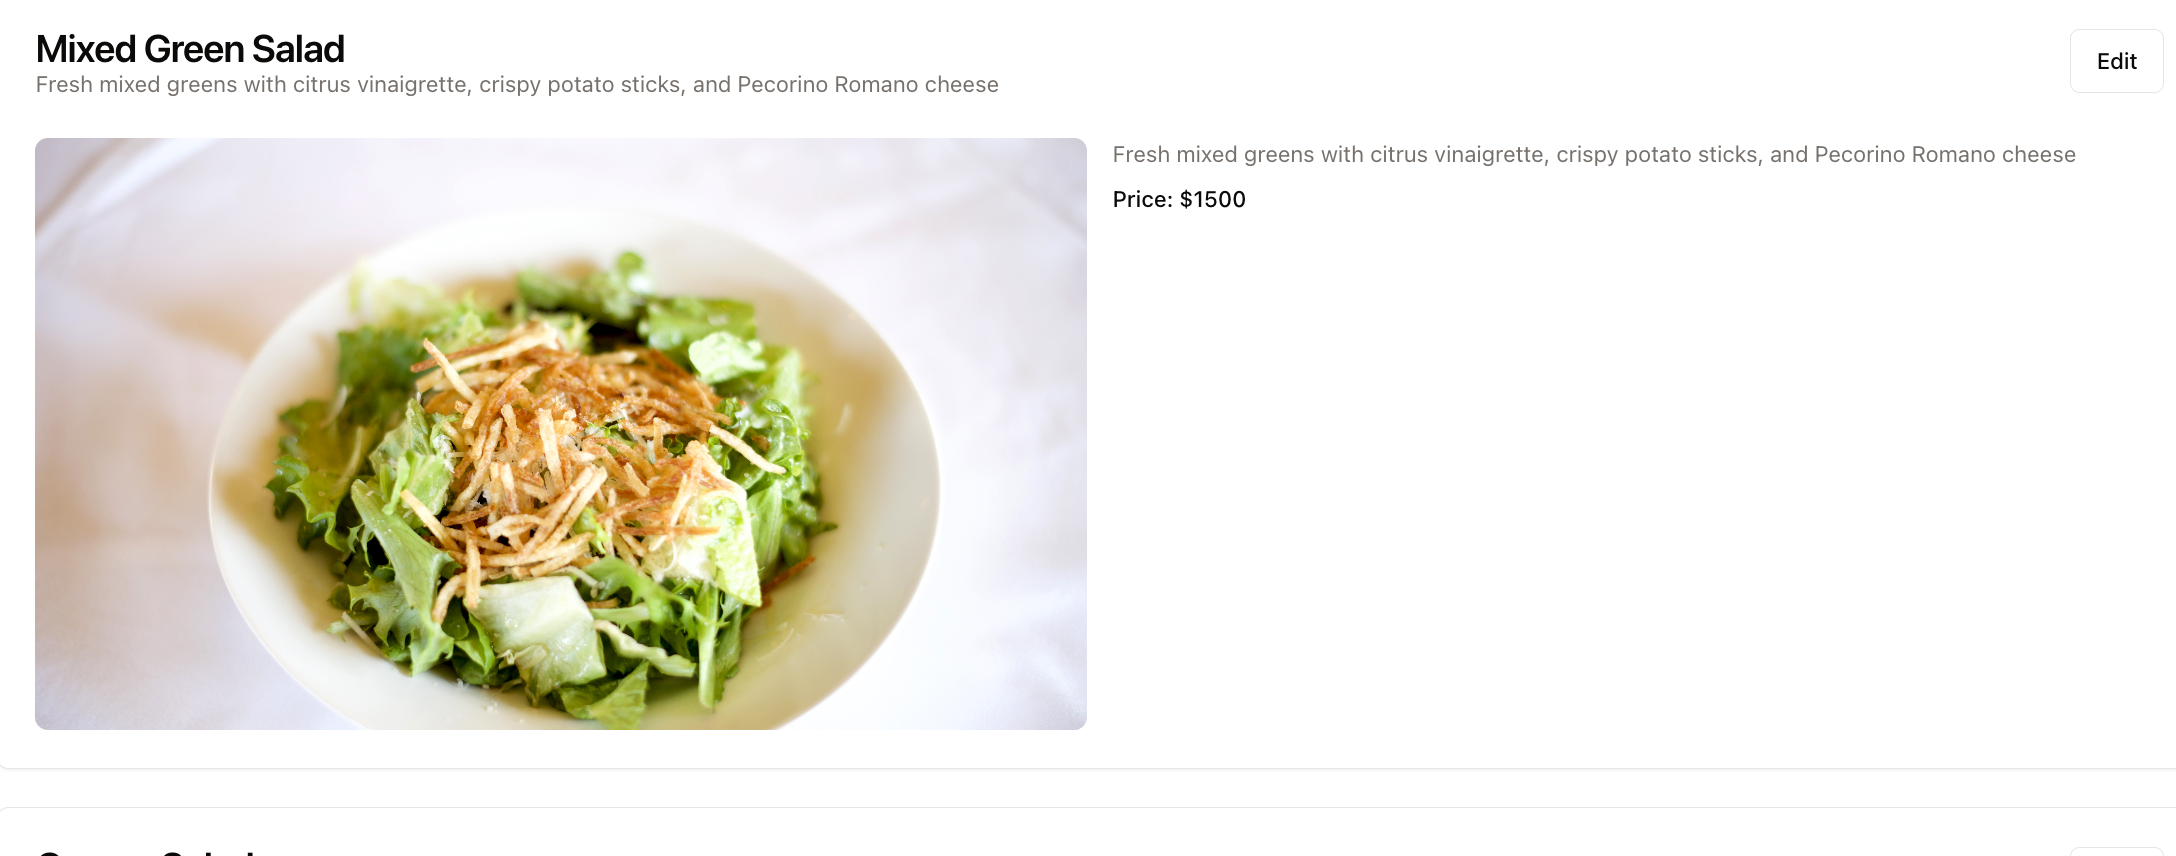 Mixed Green Salad
Edit
Fresh mixed greens with citrus vinaigrette, crispy potato sticks, and Pecorino Romano cheese
Fresh mixed greens with citrus vinaigrette, crispy potato sticks, and Pecorino Romano cheese
Price: $1500